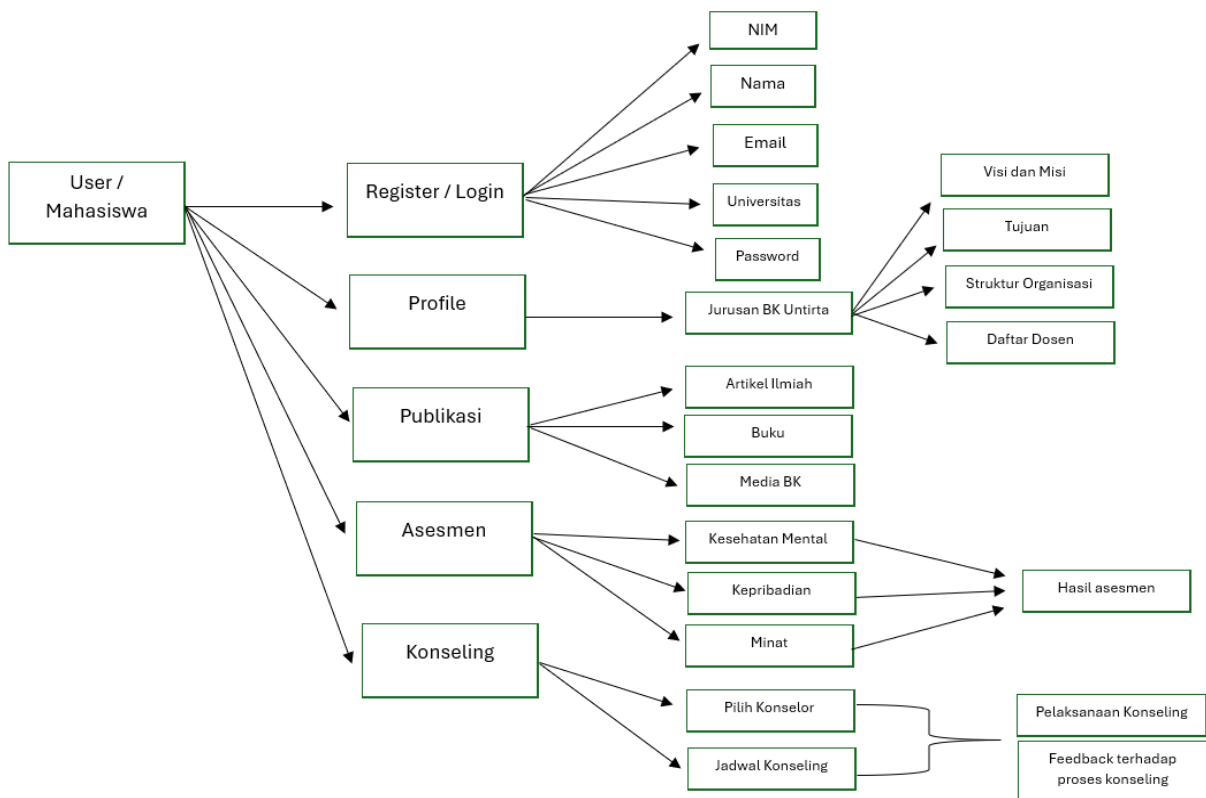 User /
Mahasiswa
Register / Login
NIM
Nama
Email
Universitas
Password
Profile
Jurusan BK Untirta
Visi dan Misi
Tujuan
Struktur Organisasi
Daftar Dosen
Publikasi
Artikel Ilmiah
Buku
Media BK
Asesmen
Kesehatan Mental
Kepribadian
Minat
Hasil asesmen
Konseling
Pilih Konselor
Jadwal Konseling
Pelaksanaan Konseling
Feedback terhadap
proses konseling